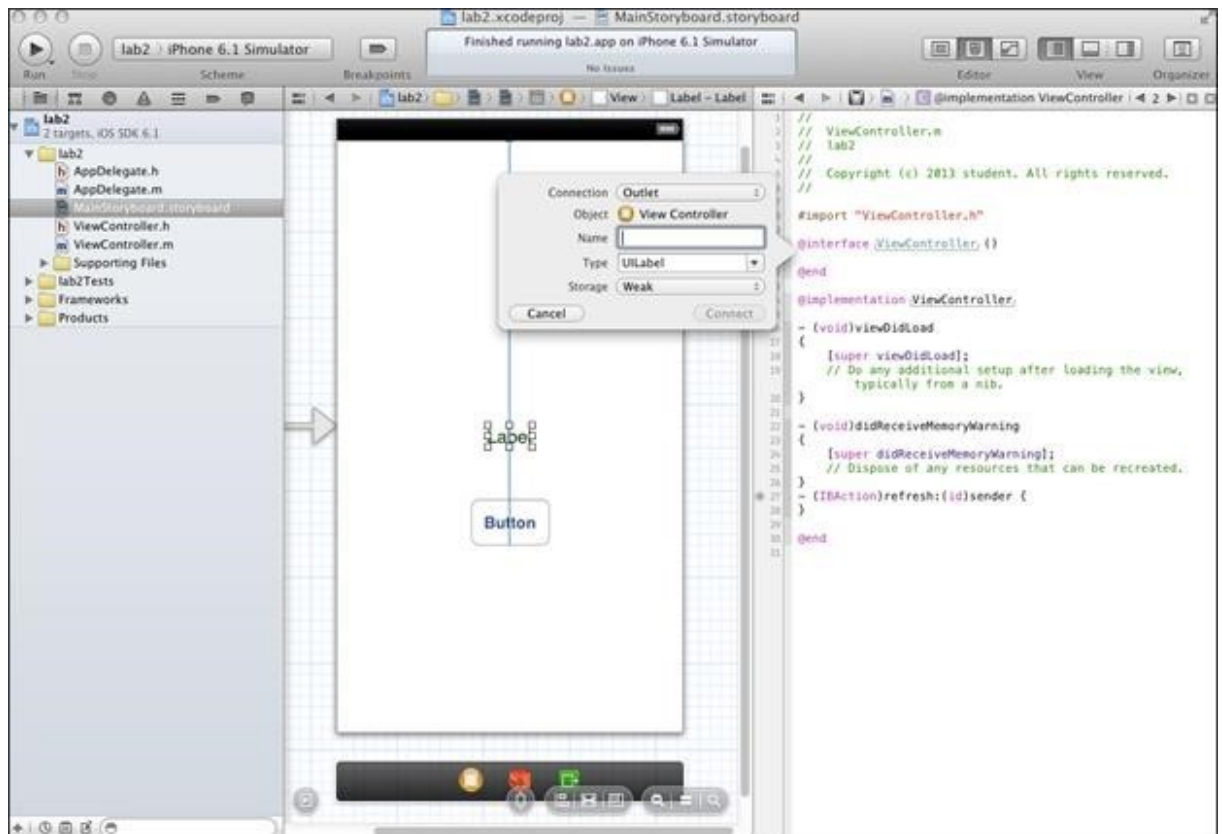 lab2.xcodeproj — MainStoryboard.storyboard
lab2 iPhone 6.1 Simulator
Finished running lab2.app on iPhone 6.1 Simulator
No Issues
Run Stop Scheme Breakpoints Editor View Organizer
lab2 View Label - Label
@implementation ViewController 2
lab2
2 targets, iOS SDK 6.1
lab2
AppDelegate.h
AppDelegate.m
MainStoryboard.storyboard
ViewController.h
ViewController.m
Supporting Files
lab2Tests
Frameworks
Products
Connection Outlet
Object View Controller
Name
Type UILabel
Storage Weak
Cancel Connect
Label
Button
//
// ViewController.m
// lab2
//
// Copyright (c) 2013 student. All rights reserved.
//
#import "ViewController.h"
@interface ViewController ()
@end
@implementation ViewController
- (void)viewDidLoad
{
[super viewDidLoad];
// Do any additional setup after loading the view,
typically from a nib.
}
- (void)didReceiveMemoryWarning
{
[super didReceiveMemoryWarning];
// Dispose of any resources that can be recreated.
}
- (IBAction)refresh:(id)sender {
}
@end